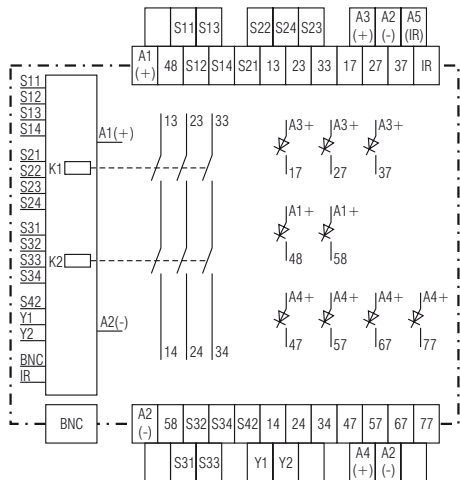 S11 S13 S22 S24 S23 A3 (+) A2 (-) A5 (IR)
A1 (+) 48 S12 S14 S21 13 23 33 17 27 37 IR
S11
S12
S13
S14
A1(+)
S21
K1
S22
S23
S24
S31
S32
K2
S33
S34
S42
Y1
A2(-)
Y2
BNC
IR
13 23 33
14 24 34
A3+ A3+ A3+
17 27 37
A1+ A1+
48 58
A4+ A4+ A4+ A4+
47 57 67 77
BNC
A2 (-) 58 S32 S34 S42 14 24 34 47 57 67 77
S31 S33 Y1 Y2 A4 (+) A2 (-)